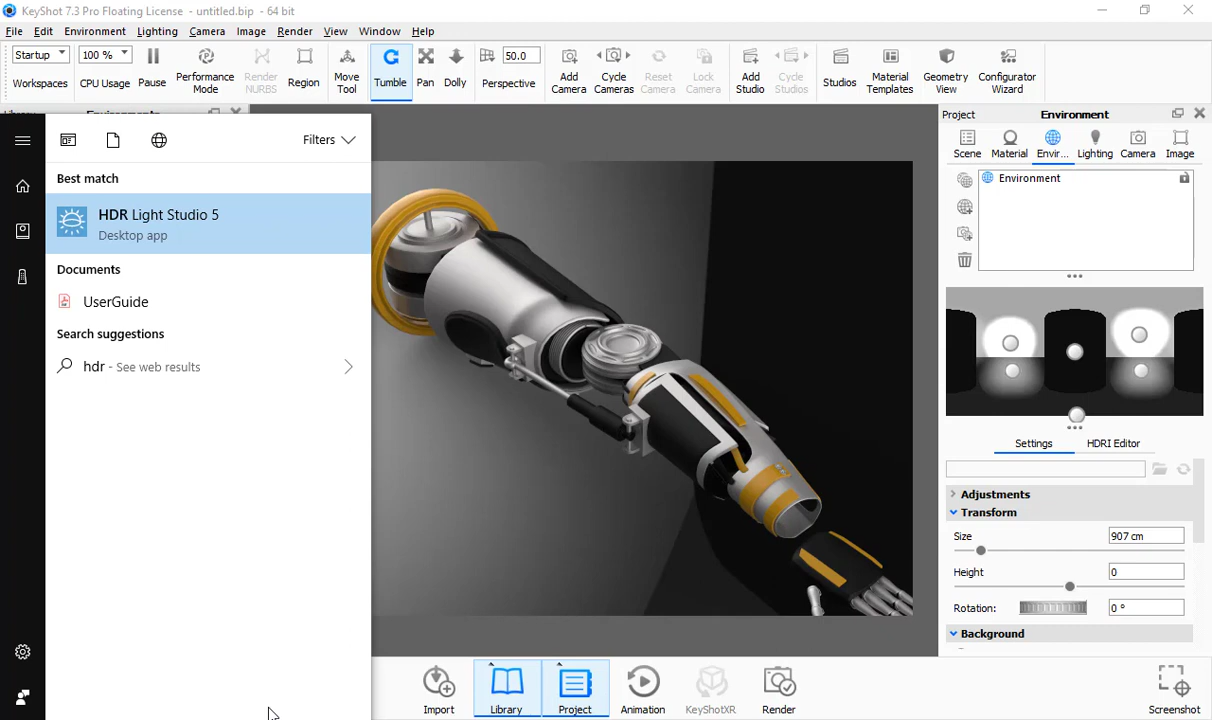 KeyShot 7.3 Pro Floating License - untitled.bip - 64 bit
File Edit Environment Lighting Camera Image Render View Window Help
Startup 100 % 50.0
Workspaces CPU Usage Pause Performance Mode Render NURBS Region Move Tool Tumble Pan Dolly Perspective Add Camera Cycle Cameras Reset Camera Lock Camera Add Studio Cycle Studios Studios Material Templates Geometry View Configurator Wizard
Project Environment
Filters
Scene Material Envir... Lighting Camera Image
Best match
Environment
HDR Light Studio 5
Desktop app
Documents
UserGuide
Search suggestions
hdr - See web results
Settings HDRI Editor
Adjustments
Transform
Size 907 cm
Height 0
Rotation: 0 °
Background
Import Library Project Animation KeyShotXR Render Screenshot